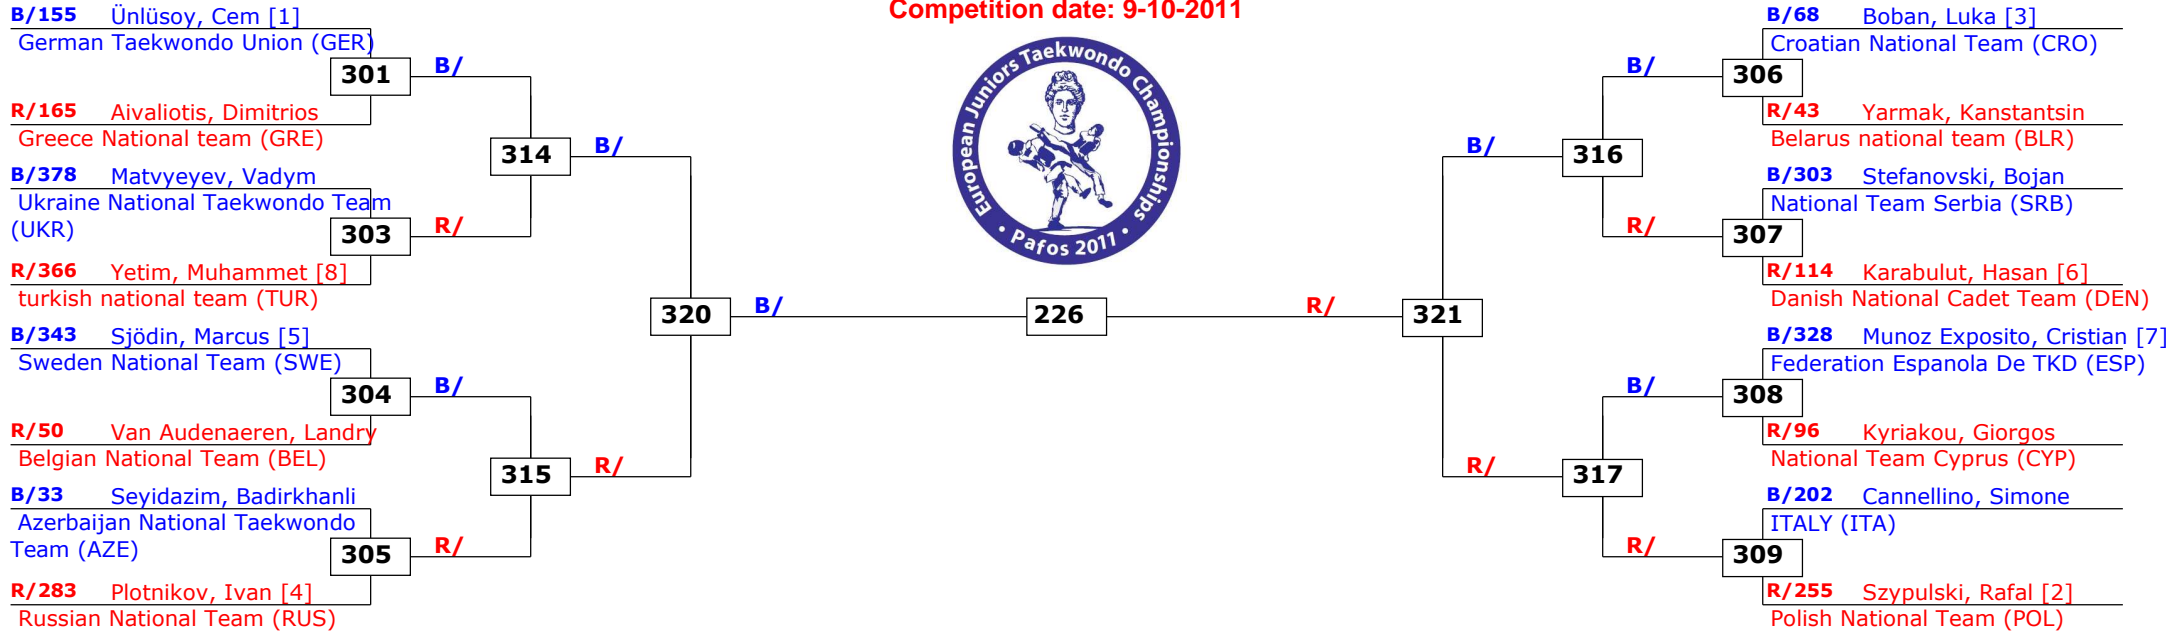 Competition date: 9-10-2011
European Juniors Taekwondo Championships
• Pafos 2011 •
B/155 Ünlüsoy, Cem [1]
German Taekwondo Union (GER)
301
B/
R/165 Aivaliotis, Dimitrios
Greece National team (GRE)
314
B/
B/378 Matvyeyev, Vadym
Ukraine National Taekwondo Team
(UKR)
303
R/
R/366 Yetim, Muhammet [8]
turkish national team (TUR)
320
B/
B/343 Sjödin, Marcus [5]
Sweden National Team (SWE)
304
B/
R/50 Van Audenaeren, Landry
Belgian National Team (BEL)
315
R/
B/33 Seyidazim, Badirkhanli
Azerbaijan National Taekwondo
Team (AZE)
305
R/
R/283 Plotnikov, Ivan [4]
Russian National Team (RUS)
226
B/68 Boban, Luka [3]
Croatian National Team (CRO)
B/
306
R/43 Yarmak, Kanstantsin
Belarus national team (BLR)
B/
316
B/303 Stefanovski, Bojan
National Team Serbia (SRB)
R/
307
R/114 Karabulut, Hasan [6]
Danish National Cadet Team (DEN)
R/
321
B/328 Munoz Exposito, Cristian [7]
Federation Espanola De TKD (ESP)
B/
308
R/96 Kyriakou, Giorgos
National Team Cyprus (CYP)
R/
317
B/202 Cannellino, Simone
ITALY (ITA)
R/
309
R/255 Szypulski, Rafal [2]
Polish National Team (POL)